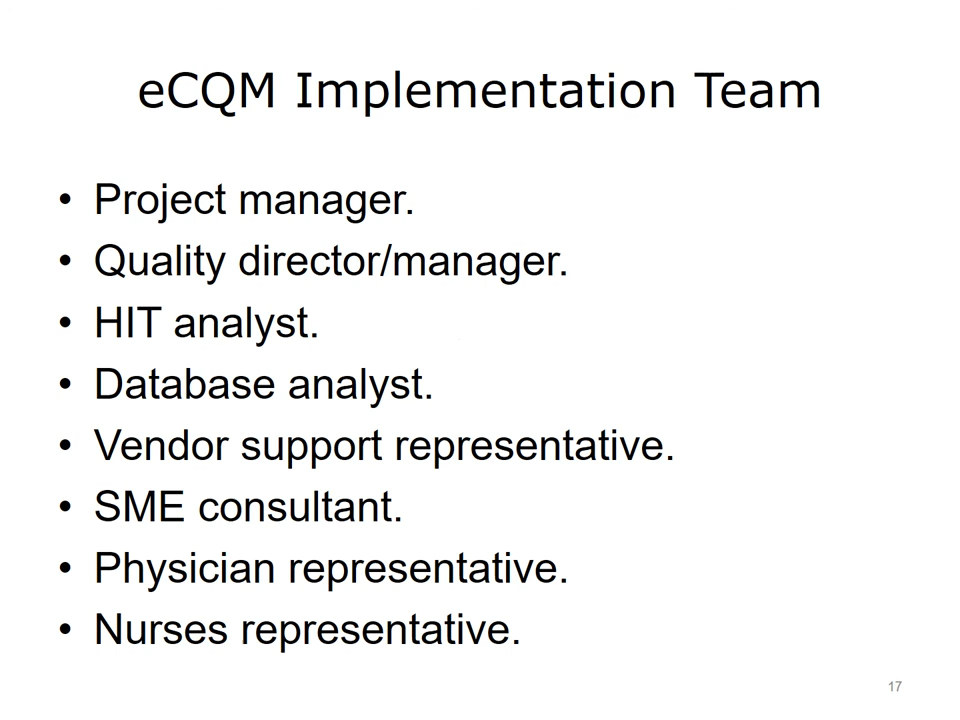 eCQM Implementation Team
• Project manager.
• Quality director/manager.
• HIT analyst.
• Database analyst.
• Vendor support representative.
• SME consultant.
• Physician representative.
• Nurses representative.
17